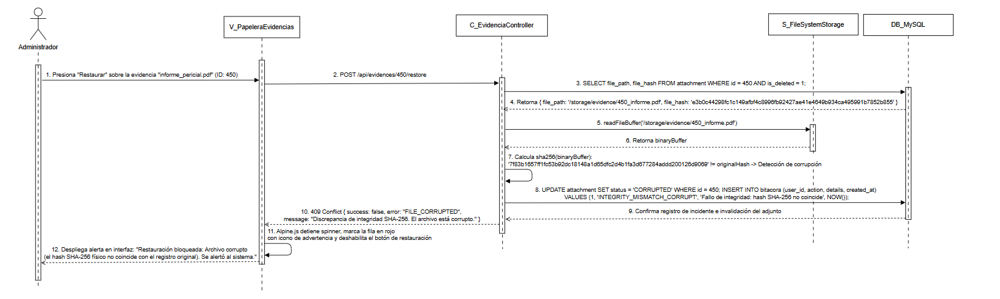 Administrador
V_PapeleraEvidencias
C_EvidenciaController
S_FileSystemStorage
DB_MySQL
1. Presiona "Restaurar" sobre la evidencia "informe_pericial.pdf" (ID: 450)
2. POST /api/evidences/450/restore
3. SELECT file_path, file_hash FROM attachment WHERE id = 450 AND is_deleted = 1;
4. Retorna { file_path: '/storage/evidence/450_informe.pdf', file_hash: 'e3b0c44298fc1c149afbf4c8996fb92427ae41e4649b934ca495991b7852b855' }
5. readFileBuffer('/storage/evidence/450_informe.pdf')
6. Retorna binaryBuffer
7. Calcula sha256(binaryBuffer):
'7f83b1657ff1fc53b92dc18148a1d65dfc2d4b1fa3d677284addd200126d9069' != originalHash -> Detección de corrupción
8. UPDATE attachment SET status = 'CORRUPTED' WHERE id = 450; INSERT INTO bitacora (user_id, action, details, created_at)
VALUES (1, 'INTEGRITY_MISMATCH_CORRUPT', 'Fallo de integridad: hash SHA-256 no coincide', NOW());
9. Confirma registro de incidente e invalidación del adjunto
10. 409 Conflict { success: false, error: "FILE_CORRUPTED",
message: "Discrepancia de integridad SHA-256. El archivo está corrupto." }
11. Alpine.js detiene spinner, marca la fila en rojo
con icono de advertencia y deshabilita el botón de restauración
12. Despliega alerta en interfaz: "Restauración bloqueada: Archivo corrupto
(el hash SHA-256 físico no coincide con el registro original). Se alertó al sistema."